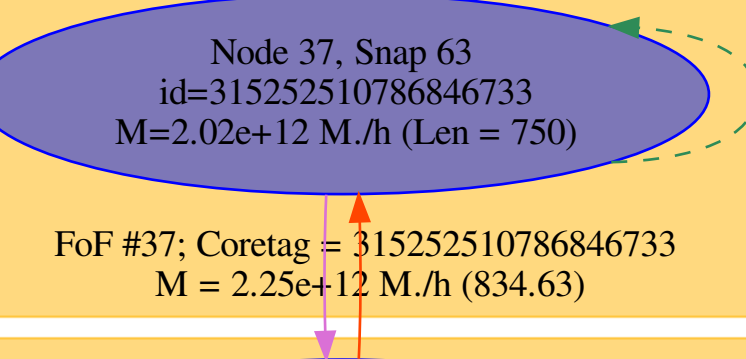 Node 37, Snap 63
id=315252510786846733
M=2.02e+12 M./h (Len = 750)
FoF #37; Coretag = 315252510786846733
M = 2.25e+12 M./h (834.63)